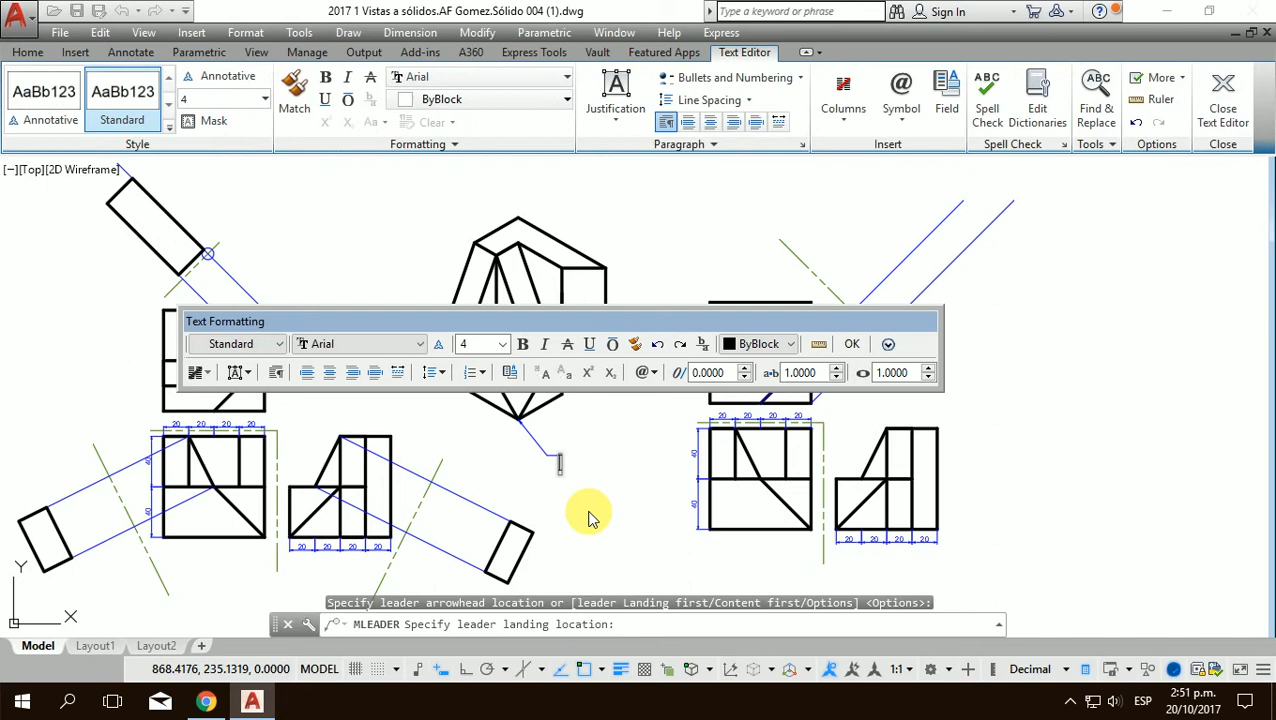 2017 1 Vistas a sólidos.AF Gomez.Sólido 004 (1).dwg
Type a keyword or phrase
Sign In
File Edit View Insert Format Tools Draw Dimension Modify Parametric Window Help Express
Home Insert Annotate Parametric View Manage Output Add-ins A360 Express Tools Vault Featured Apps Text Editor
AaBb123 AaBb123
Annotative Standard
Annotative
4
Mask
Style
Match
B I A Arial
U O ByBlock
Aa Clear
Formatting
Justification
Bullets and Numbering
Line Spacing
Paragraph
Columns Symbol Field
Insert
ABC
Spell Check
Edit Dictionaries
Spell Check
ABC
Find & Replace
Tools
More
Ruler
Options
Close Text Editor
Close
[−][Top][2D Wireframe]
Text Formatting
Standard Arial 4 B I A U O ByBlock OK
@ 0.0000 a-b 1.0000 1.0000
20 20 20 20
40
40
20 20 20 20
20 20 20 20
40
40
20 20 20 20
Y
X
Specify leader arrowhead location or [leader Landing first/Content first/Options] <Options>:
MLEADER Specify leader landing location:
Model Layout1 Layout2 +
868.4176, 235.1319, 0.0000 MODEL 1:1 Decimal
ESP
2:51 p.m.
20/10/2017